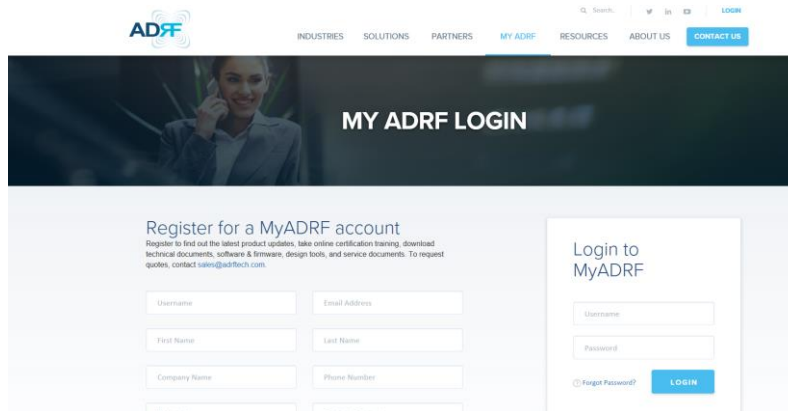 Search
LOGIN
ADRF
INDUSTRIES SOLUTIONS PARTNERS MY ADRF RESOURCES ABOUT US CONTACT US
MY ADRF LOGIN
Register for a MyADRF account
Register to find out the latest product updates, take online certification training, download
technical documents, software & firmware, design tools, and service documents. To request
quotes, contact sales@adrftech.com.
Username Email Address
First Name Last Name
Company Name Phone Number
Login to
MyADRF
Username
Password
Forgot Password? LOGIN